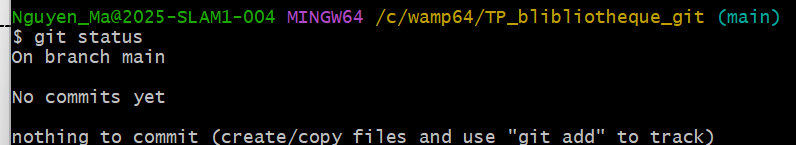 Nguyen_Ma@2025-SLAM1-004 MINGW64 /c/wamp64/TP_blibliotheque_git (main)
$ git status
On branch main
No commits yet
nothing to commit (create/copy files and use "git add" to track)